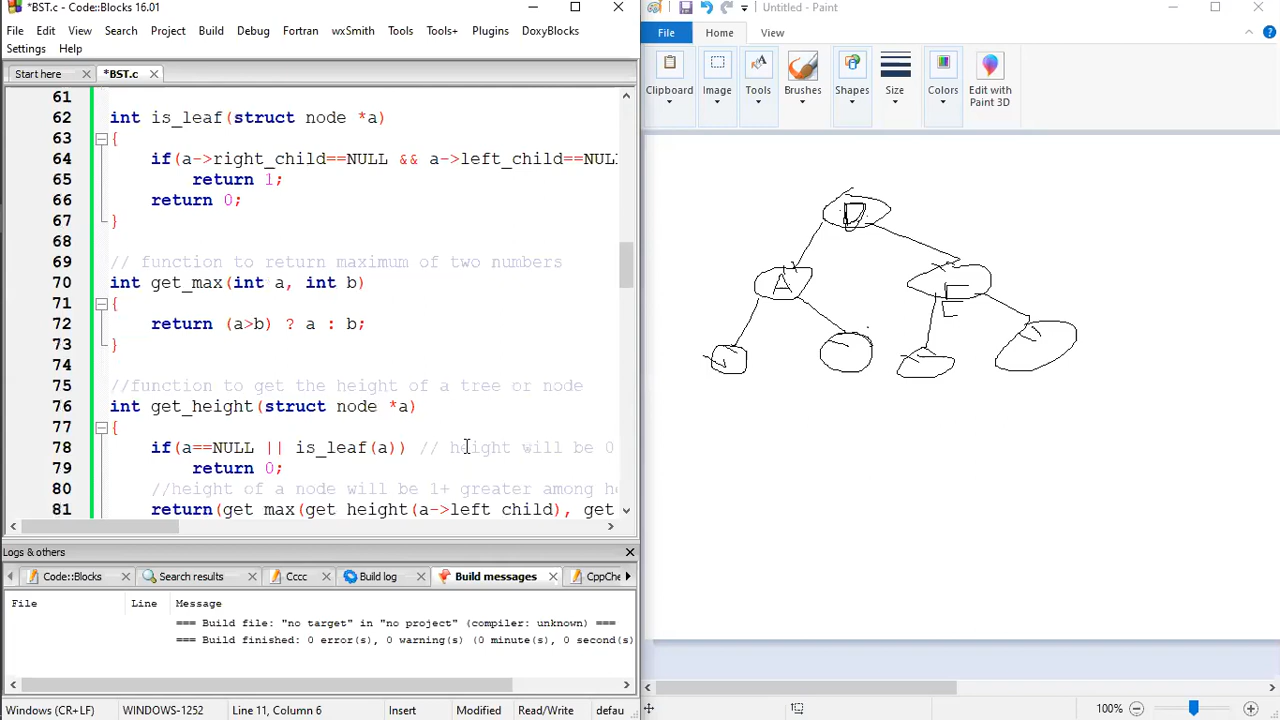 *BST.c - Code::Blocks 16.01
File Edit View Search Project Build Debug Fortran wxSmith Tools Tools+ Plugins DoxyBlocks
Settings Help
Start here
*BST.c
61
62 int is_leaf(struct node *a)
63 {
64 if(a->right_child==NULL && a->left_child==NUL
65 return 1;
66 return 0;
67 }
68
69 // function to return maximum of two numbers
70 int get_max(int a, int b)
71 {
72 return (a>b) ? a : b;
73 }
74
75 //function to get the height of a tree or node
76 int get_height(struct node *a)
77 {
78 if(a==NULL || is_leaf(a)) // height will be 0
79 return 0;
80 //height of a node will be 1+ greater among he
81 return(get_max(get_height(a->left_child), get
Logs & others
Code::Blocks
Search results
Cccc
Build log
Build messages
CppChe
File Line Message
=== Build file: "no target" in "no project" (compiler: unknown) ===
=== Build finished: 0 error(s), 0 warning(s) (0 minute(s), 0 second(s)
Windows (CR+LF) WINDOWS-1252 Line 11, Column 6 Insert Modified Read/Write defau
Untitled - Paint
File Home View
Clipboard
Image
Tools
Brushes
Shapes
Size
Colors
Edit with
Paint 3D
D
A
E
100%